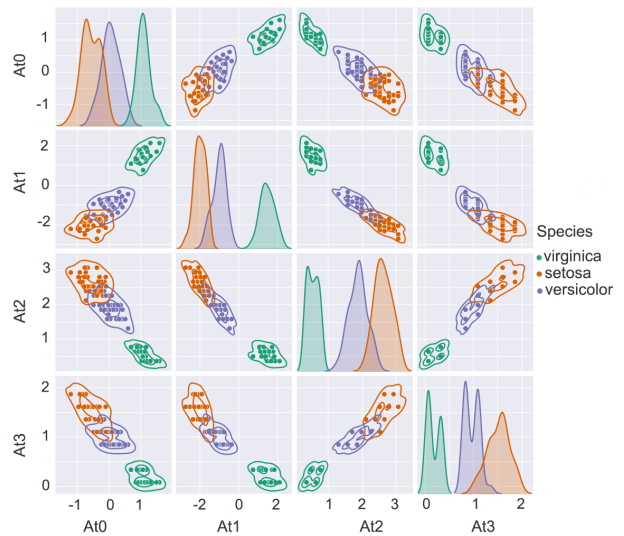 At0
1
0
-1
At1
2
0
-2
Species
virginica
setosa
versicolor
At2
3
2
1
At3
2
1
0
-1 0 1
-2 0 2
1 2 3
0 1 2
At0 At1 At2 At3